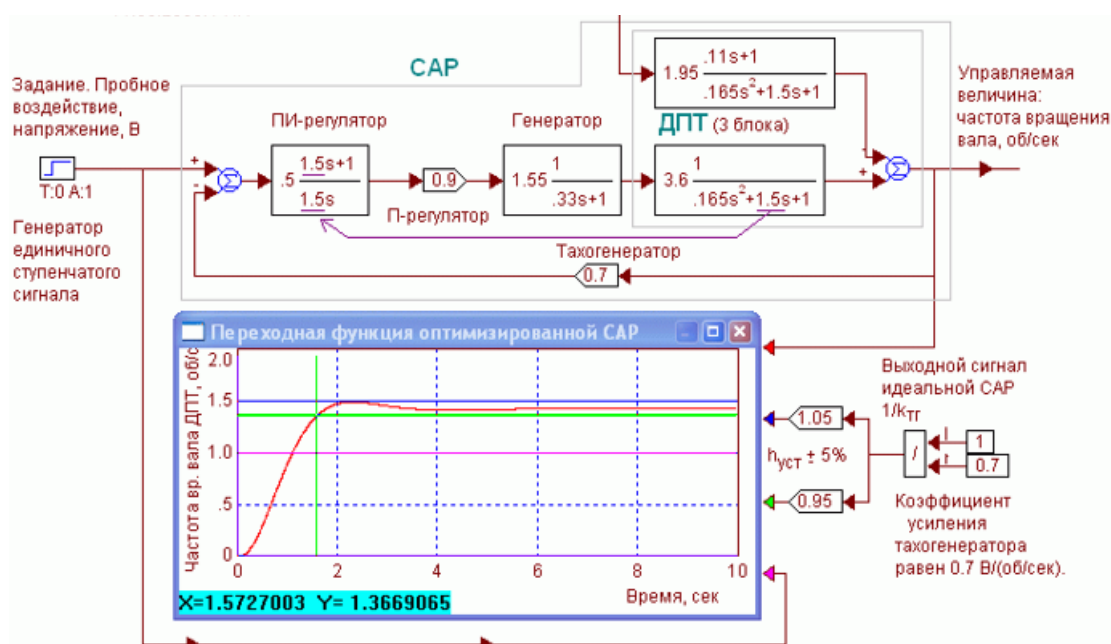 САР
Задание. Пробное
воздействие,
напряжение, В
T:0 A:1
Генератор
единичного
ступенчатого
сигнала
+
-
ПИ-регулятор
.5 1.5s+1
1.5s
0.9
П-регулятор
Генератор
1.55 1
.33s+1
1.95 .11s+1
.165s²+1.5s+1
ДПТ (3 блока)
3.6 1
.165s²+1.5s+1
-
+
Управляемая
величина:
частота вращения
вала, об/сек
Тахогенератор
0.7
Переходная функция оптимизированной САР
Частота вр. вала ДПТ, об/с
2.0
1.5
1.0
.5
0
0 2 4 6 8 10
Время, сек
X=1.5727003 Y= 1.3669065
Выходной сигнал
идеальной САР
1/kТГ
1.05
hуст ± 5%
0.95
/
l
r
1
0.7
Коэффициент
усиления
тахогенератора
равен 0.7 В/(об/сек).